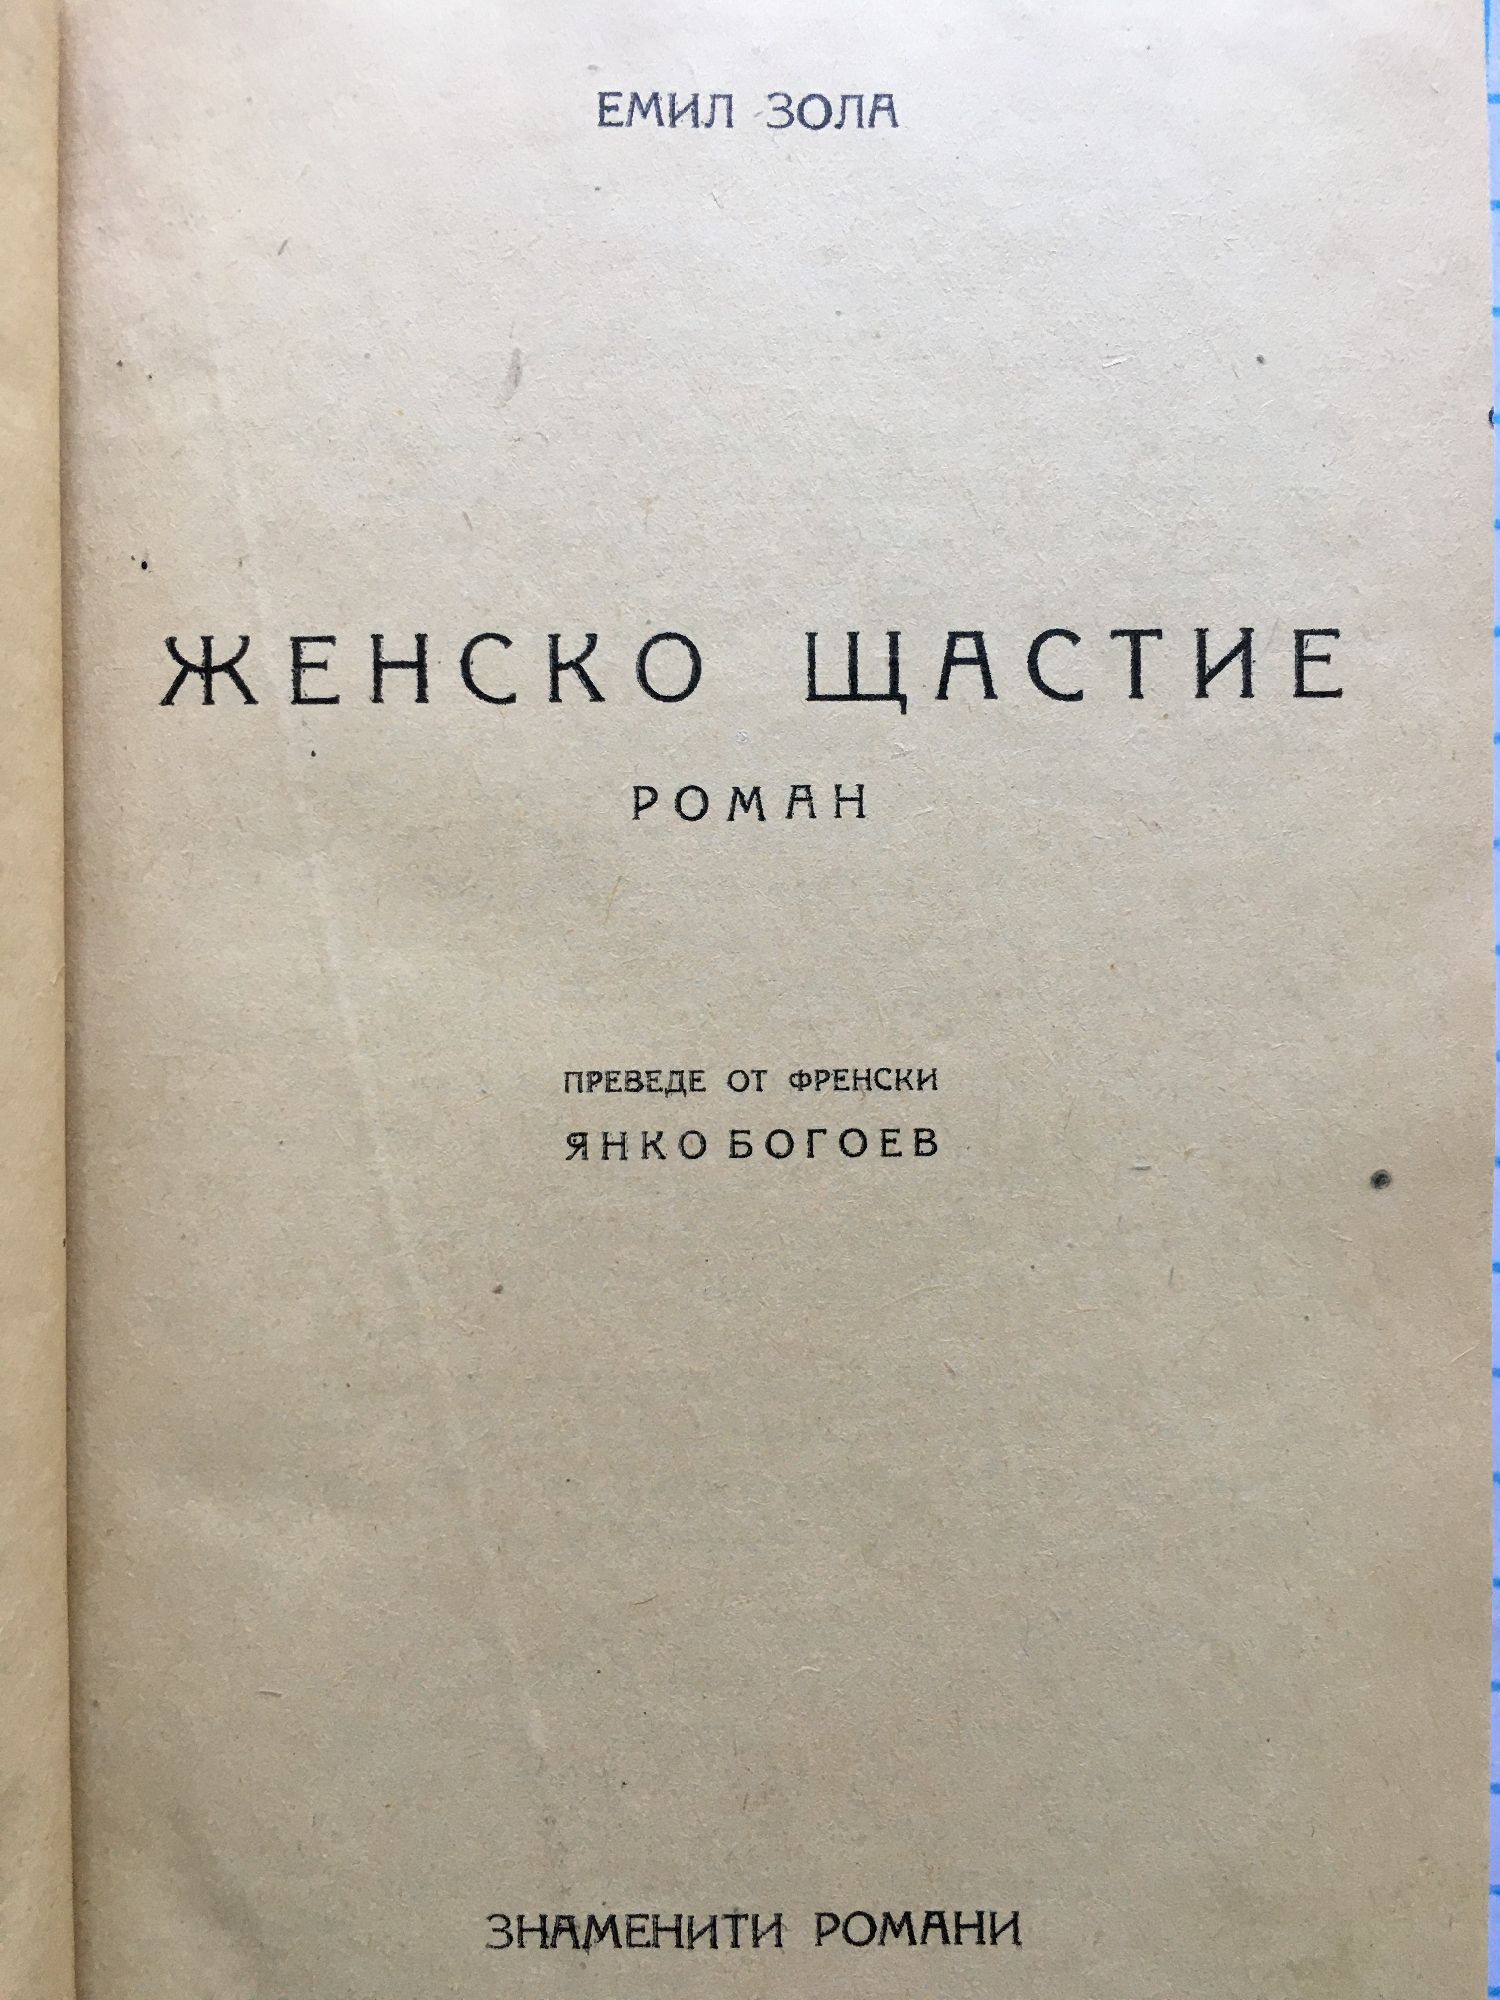 ЕМИЛ ЗОЛА
ЖЕНСКО ЩАСТИЕ
РОМАН
ПРЕВЕДЕ ОТ ФРЕНСКИ
ЯНКО БОГОЕВ
ЗНАМЕНИТИ РОМАНИ